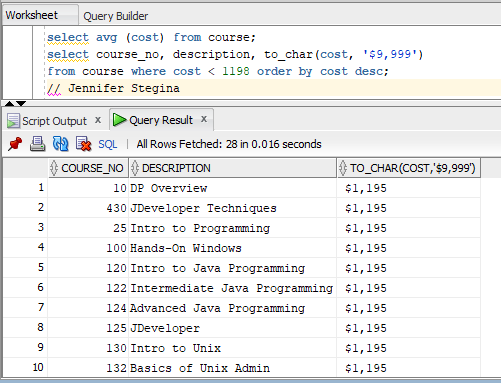 Worksheet Query Builder
select avg (cost) from course;
select course_no, description, to_char(cost, '$9,999')
from course where cost < 1198 order by cost desc;
// Jennifer Stegina
Script Output x Query Result x
SQL | All Rows Fetched: 28 in 0.016 seconds
COURSE_NO DESCRIPTION TO_CHAR(COST,'$9,999')
1 10 DP Overview $1,195
2 430 JDeveloper Techniques $1,195
3 25 Intro to Programming $1,195
4 100 Hands-On Windows $1,195
5 120 Intro to Java Programming $1,195
6 122 Intermediate Java Programming $1,195
7 124 Advanced Java Programming $1,195
8 125 JDeveloper $1,195
9 130 Intro to Unix $1,195
10 132 Basics of Unix Admin $1,195